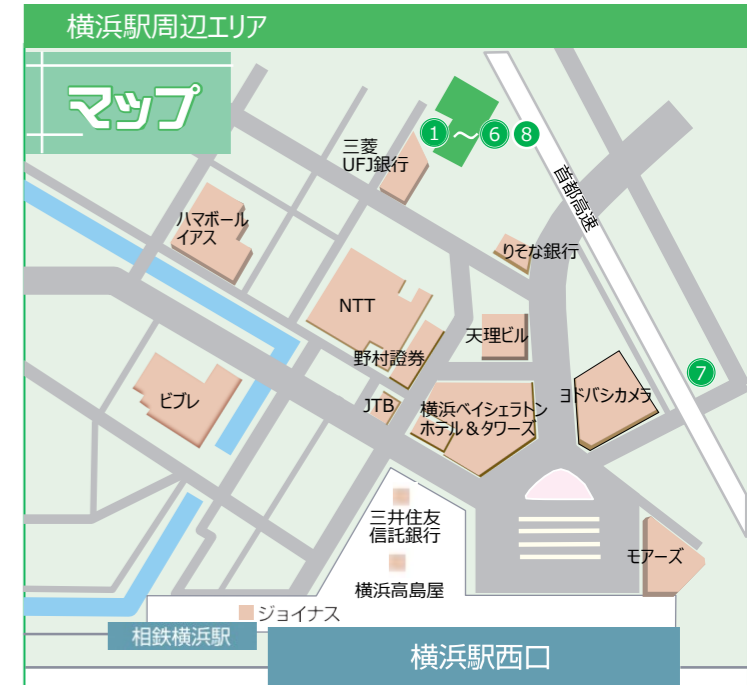 横浜駅周辺エリア
マップ
1~6 8
三菱
UFJ銀行
首都高速
ハマボール
イアス
りそな銀行
NTT
天理ビル
野村證券
7
ビブレ
JTB
横浜ベイシェラトン
ホテル&タワーズ
ヨドバシカメラ
三井住友
信託銀行
モアーズ
横浜高島屋
ジョイナス
相鉄横浜駅
横浜駅西口